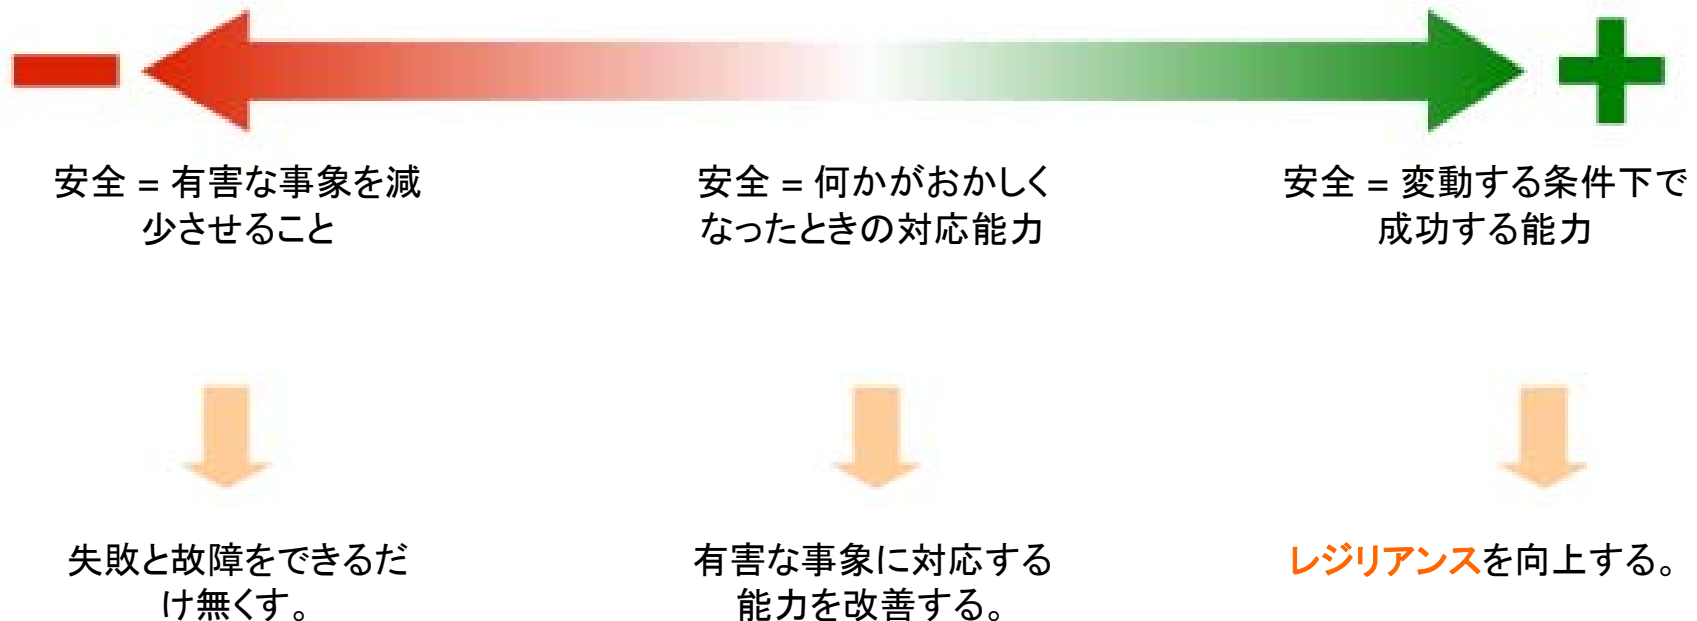 安全 = 有害な事象を減
少させること
安全 = 何かがおかしく
なったときの対応能力
安全 = 変動する条件下で
成功する能力
失敗と故障をできるだ
け無くす。
有害な事象に対応する
能力を改善する。
レジリアンスを向上する。